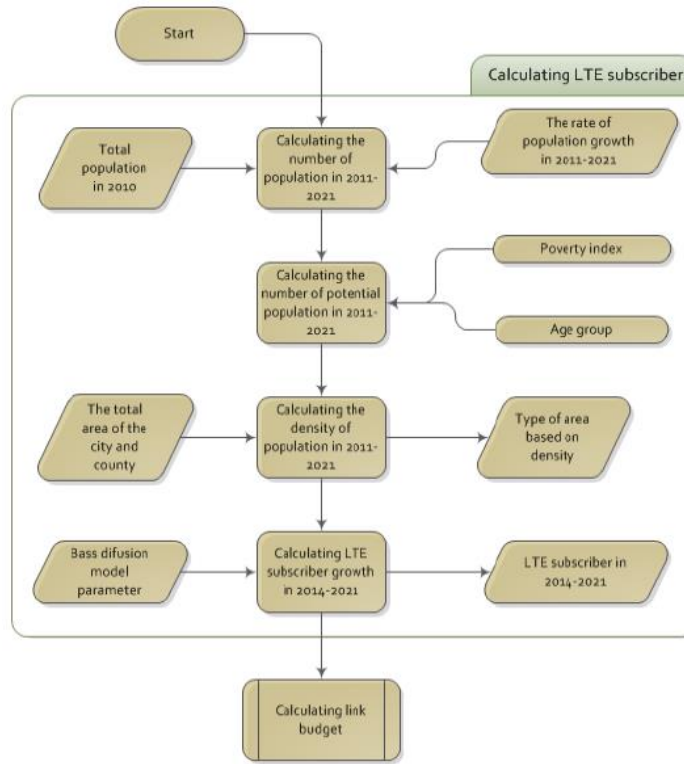 Start
Calculating LTE subscriber
Total
population
in 2010
Calculating the
number of
population in 2011-
2021
The rate of
population growth
in 2011-2021
Calculating the
number of potential
population in 2011-
2021
Poverty index
Age group
The total
area of the
city and
county
Calculating the
density of
population in 2011-
2021
Type of area
based on
density
Bass difusion
model
parameter
Calculating LTE
subscriber growth
in 2014-2021
LTE subscriber in
2014-2021
Calculating link
budget